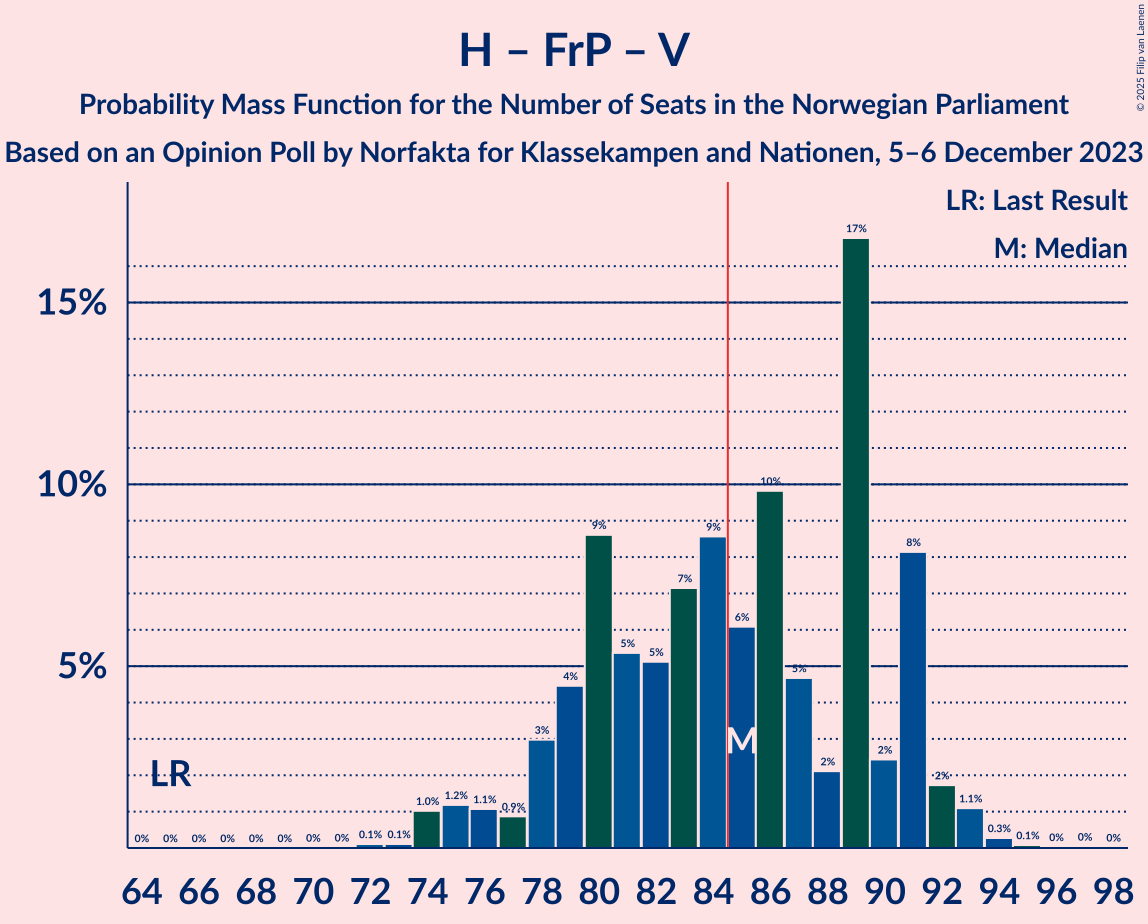 © 2025 Filip van Laenen
H – FrP – V
Probability Mass Function for the Number of Seats in the Norwegian Parliament
Based on an Opinion Poll by Norfakta for Klassekampen and Nationen, 5–6 December 2023
LR: Last Result
M: Median
15%
10%
5%
LR
M
0% 0% 0% 0% 0% 0% 0% 0% 0.1% 0.1% 1.0% 1.2% 1.1% 0.9% 3% 4% 9% 5% 5% 7% 9% 6% 10% 5% 2% 17% 2% 8% 2% 1.1% 0.3% 0.1% 0% 0% 0%
64 66 68 70 72 74 76 78 80 82 84 86 88 90 92 94 96 98